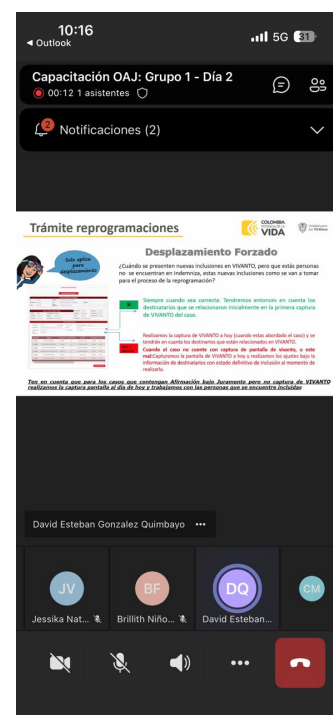 10:16
5G 31
◄ Outlook
Capacitación OAJ: Grupo 1 - Día 2
00:12 1 asistentes
2
Notificaciones (2)
Trámite reprogramaciones
COLOMBIA
POTENCIA DE LA
VIDA
Solo aplica
para
desplazamiento
Desplazamiento Forzado
¿Cuándo se presenten nuevas inclusiones en VIVANTO, pero que estás personas
no se encuentran en Indemniza, estas nuevas inclusiones como se van a tomar
para el proceso de la reprogramación?
Siempre cuando sea correcta: Tendremos entonces en cuenta los
destinatarios que se relacionaran inicialmente en la primera captura
de VIVANTO del caso.
Realizamos la captura de VIVANTO a hoy (cuando estas abordado el caso) y se
tendrán en cuenta los destinarios que están relacionados en VIVANTO.
Cuando el caso no cuente con captura de pantalla de vivanto, o este
mal:Capturamos la pantalla de VIVANTO a hoy y realizamos los ajustes bajo la
información de destinatarios con estado definitivo de inclusión al momento de
realizarla.
Ten en cuenta que para los casos que contengan Afirmación bajo Juramento pero no captura de VIVANTO
realizamos la captura pantalla al día de hoy y trabajamos con las personas que se encuentre incluidas
David Esteban Gonzalez Quimbayo •••
JV
BF
DQ
CM
Jessika Nat...
Brillith Niño...
David Esteban...